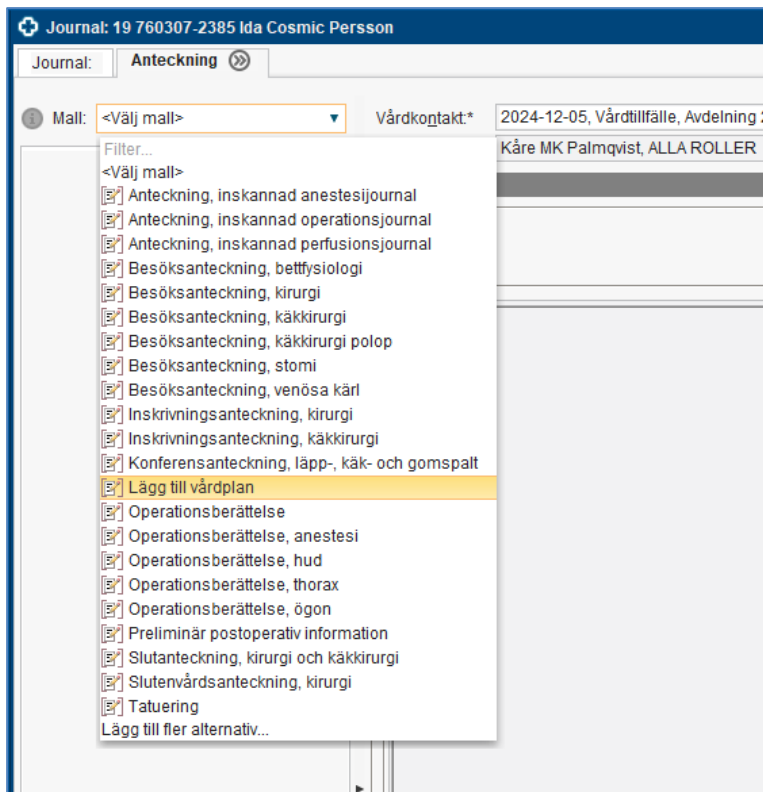 Journal: 19 760307-2385 Ida Cosmic Persson
Journal: Anteckning
Mall: <Välj mall> Vårdkontakt:* 2024-12-05, Vårdtillfälle, Avdelning
Kåre MK Palmqvist, ALLA ROLLER
Filter...
<Välj mall>
Anteckning, inskannad anestesijournal
Anteckning, inskannad operationsjournal
Anteckning, inskannad perfusionsjournal
Besöksanteckning, bettfysiologi
Besöksanteckning, kirurgi
Besöksanteckning, käkkirurgi
Besöksanteckning, käkkirurgi polop
Besöksanteckning, stomi
Besöksanteckning, venösa kärl
Inskrivningsanteckning, kirurgi
Inskrivningsanteckning, käkkirurgi
Konferensanteckning, läpp-, käk- och gomspalt
Lägg till vårdplan
Operationsberättelse
Operationsberättelse, anestesi
Operationsberättelse, hud
Operationsberättelse, thorax
Operationsberättelse, ögon
Preliminär postoperativ information
Slutanteckning, kirurgi och käkkirurgi
Slutenvårdsanteckning, kirurgi
Tatuering
Lägg till fler alternativ...